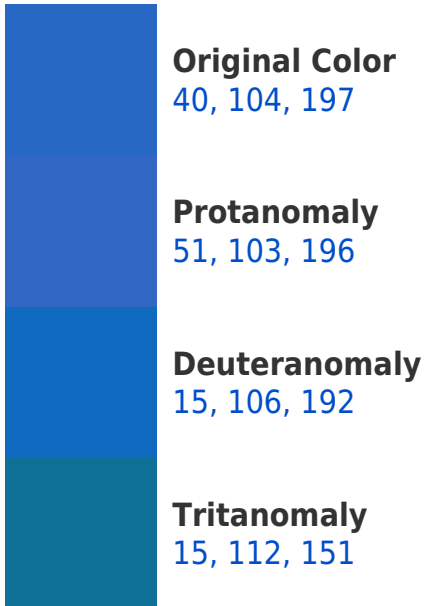 Original Color
40, 104, 197
Protanomaly
51, 103, 196
Deuteranomaly
15, 106, 192
Tritanomaly
15, 112, 151